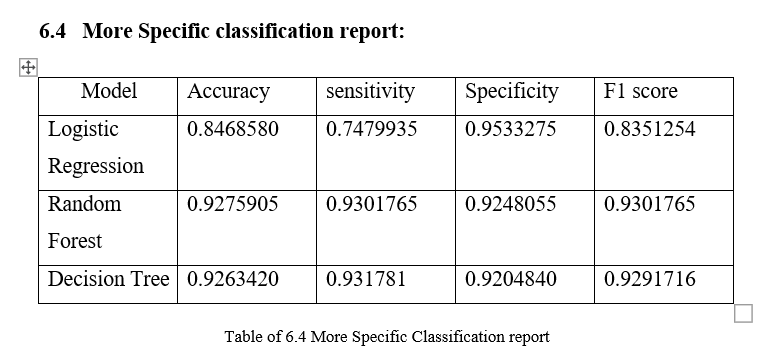 6.4 More Specific classification report:
Model Accuracy sensitivity Specificity F1 score
Logistic 0.8468580 0.7479935 0.9533275 0.8351254
Regression
Random 0.9275905 0.9301765 0.9248055 0.9301765
Forest
Decision Tree 0.9263420 0.931781 0.9204840 0.9291716
Table of 6.4 More Specific Classification report